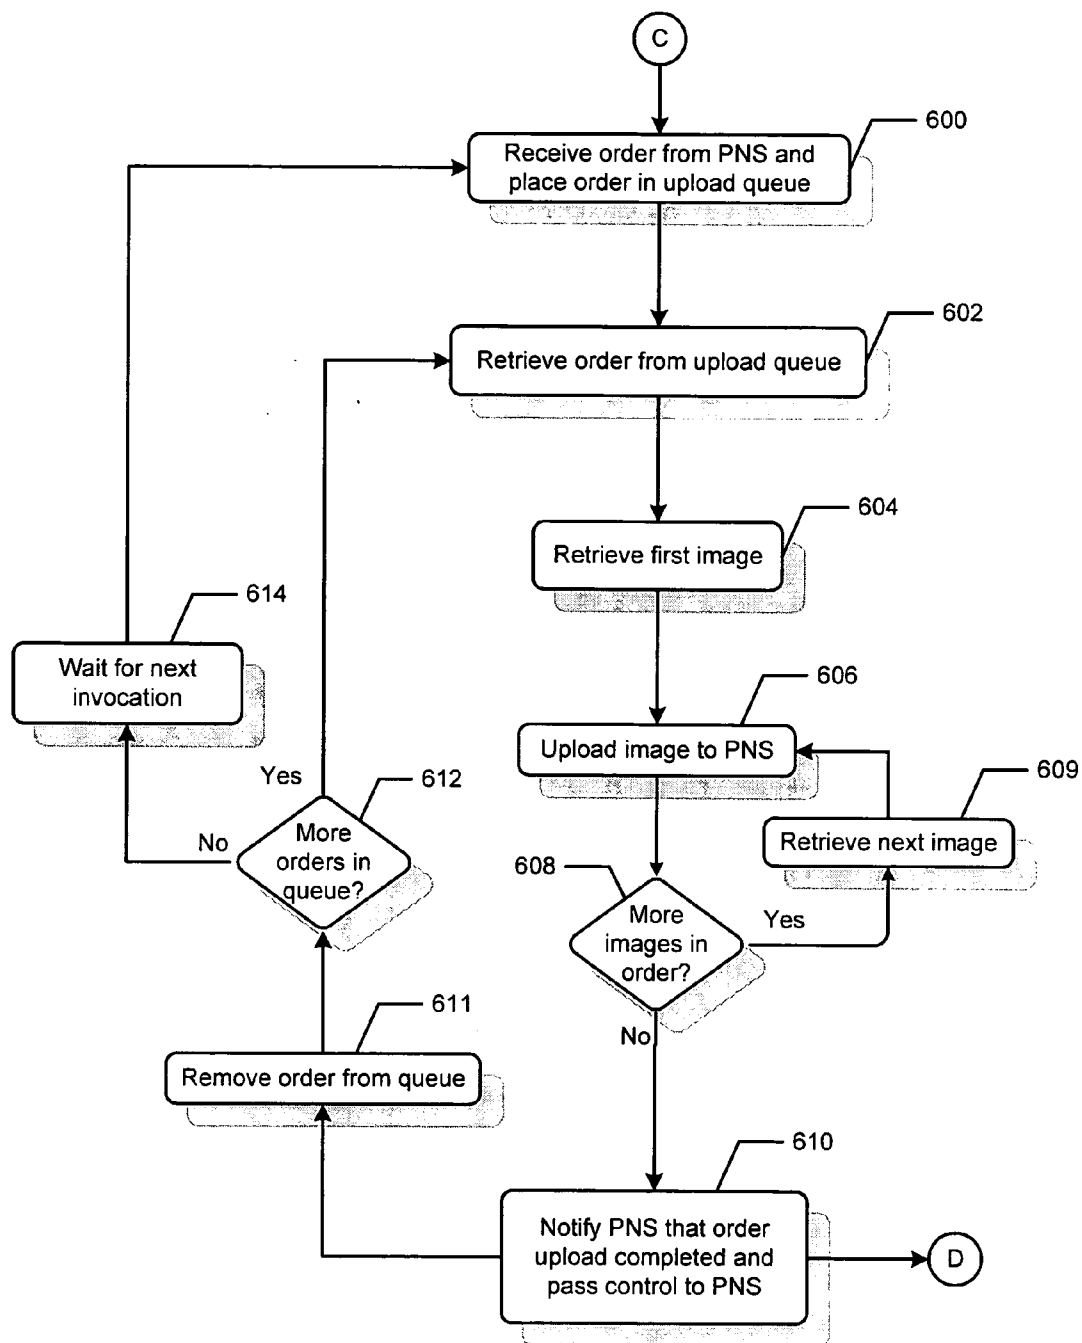 C
600
Receive order from PNS and
place order in upload queue
602
Retrieve order from upload queue
604
Retrieve first image
614
Wait for next
invocation
606
Upload image to PNS
609
Retrieve next image
Yes
612
No
More
orders in
queue?
608
More
images in
order?
Yes
No
611
Remove order from queue
610
Notify PNS that order
upload completed and
pass control to PNS
D